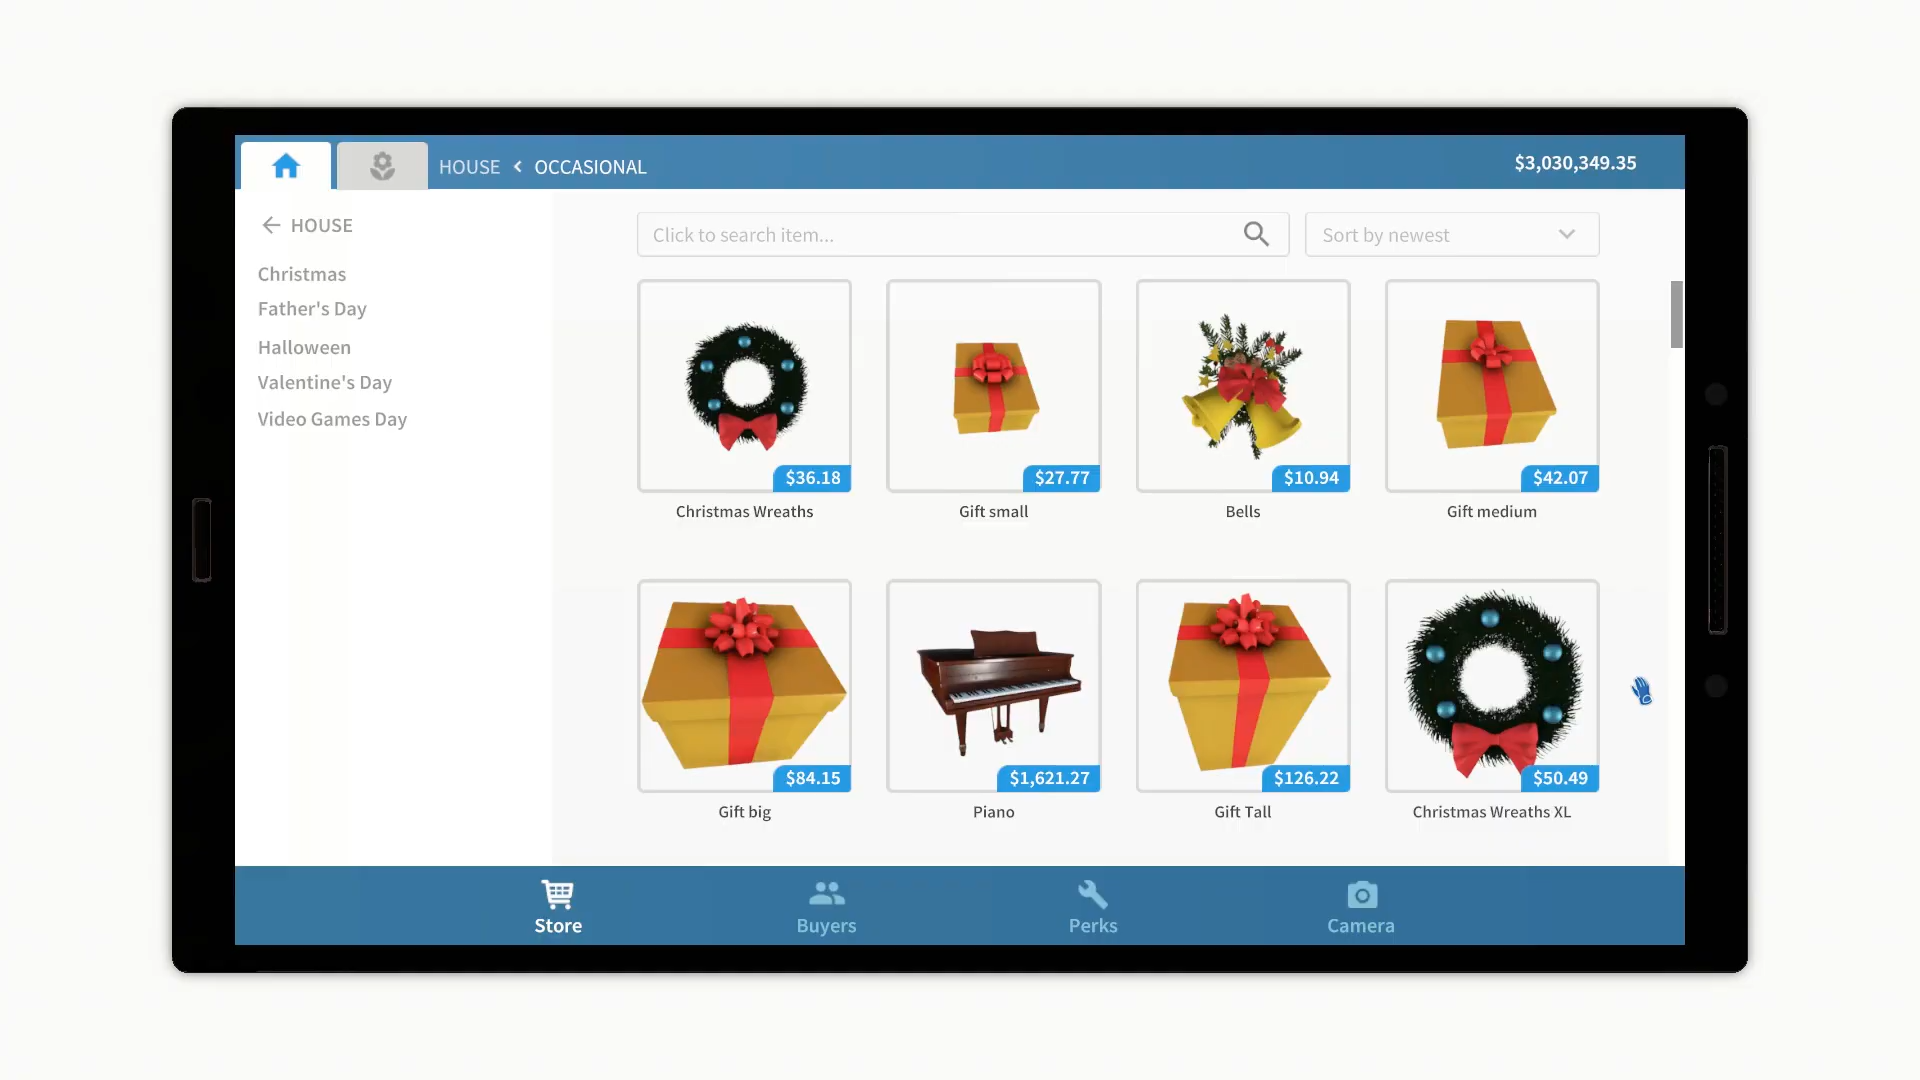 HOUSE < OCCASIONAL
$3,030,349.35
HOUSE
Christmas
Father's Day
Halloween
Valentine's Day
Video Games Day
Click to search item...
Sort by newest
$36.18
$27.77
$10.94
$42.07
Christmas Wreaths
Gift small
Bells
Gift medium
$84.15
$1,621.27
$126.22
$50.49
Gift big
Piano
Gift Tall
Christmas Wreaths XL
Store
Buyers
Perks
Camera